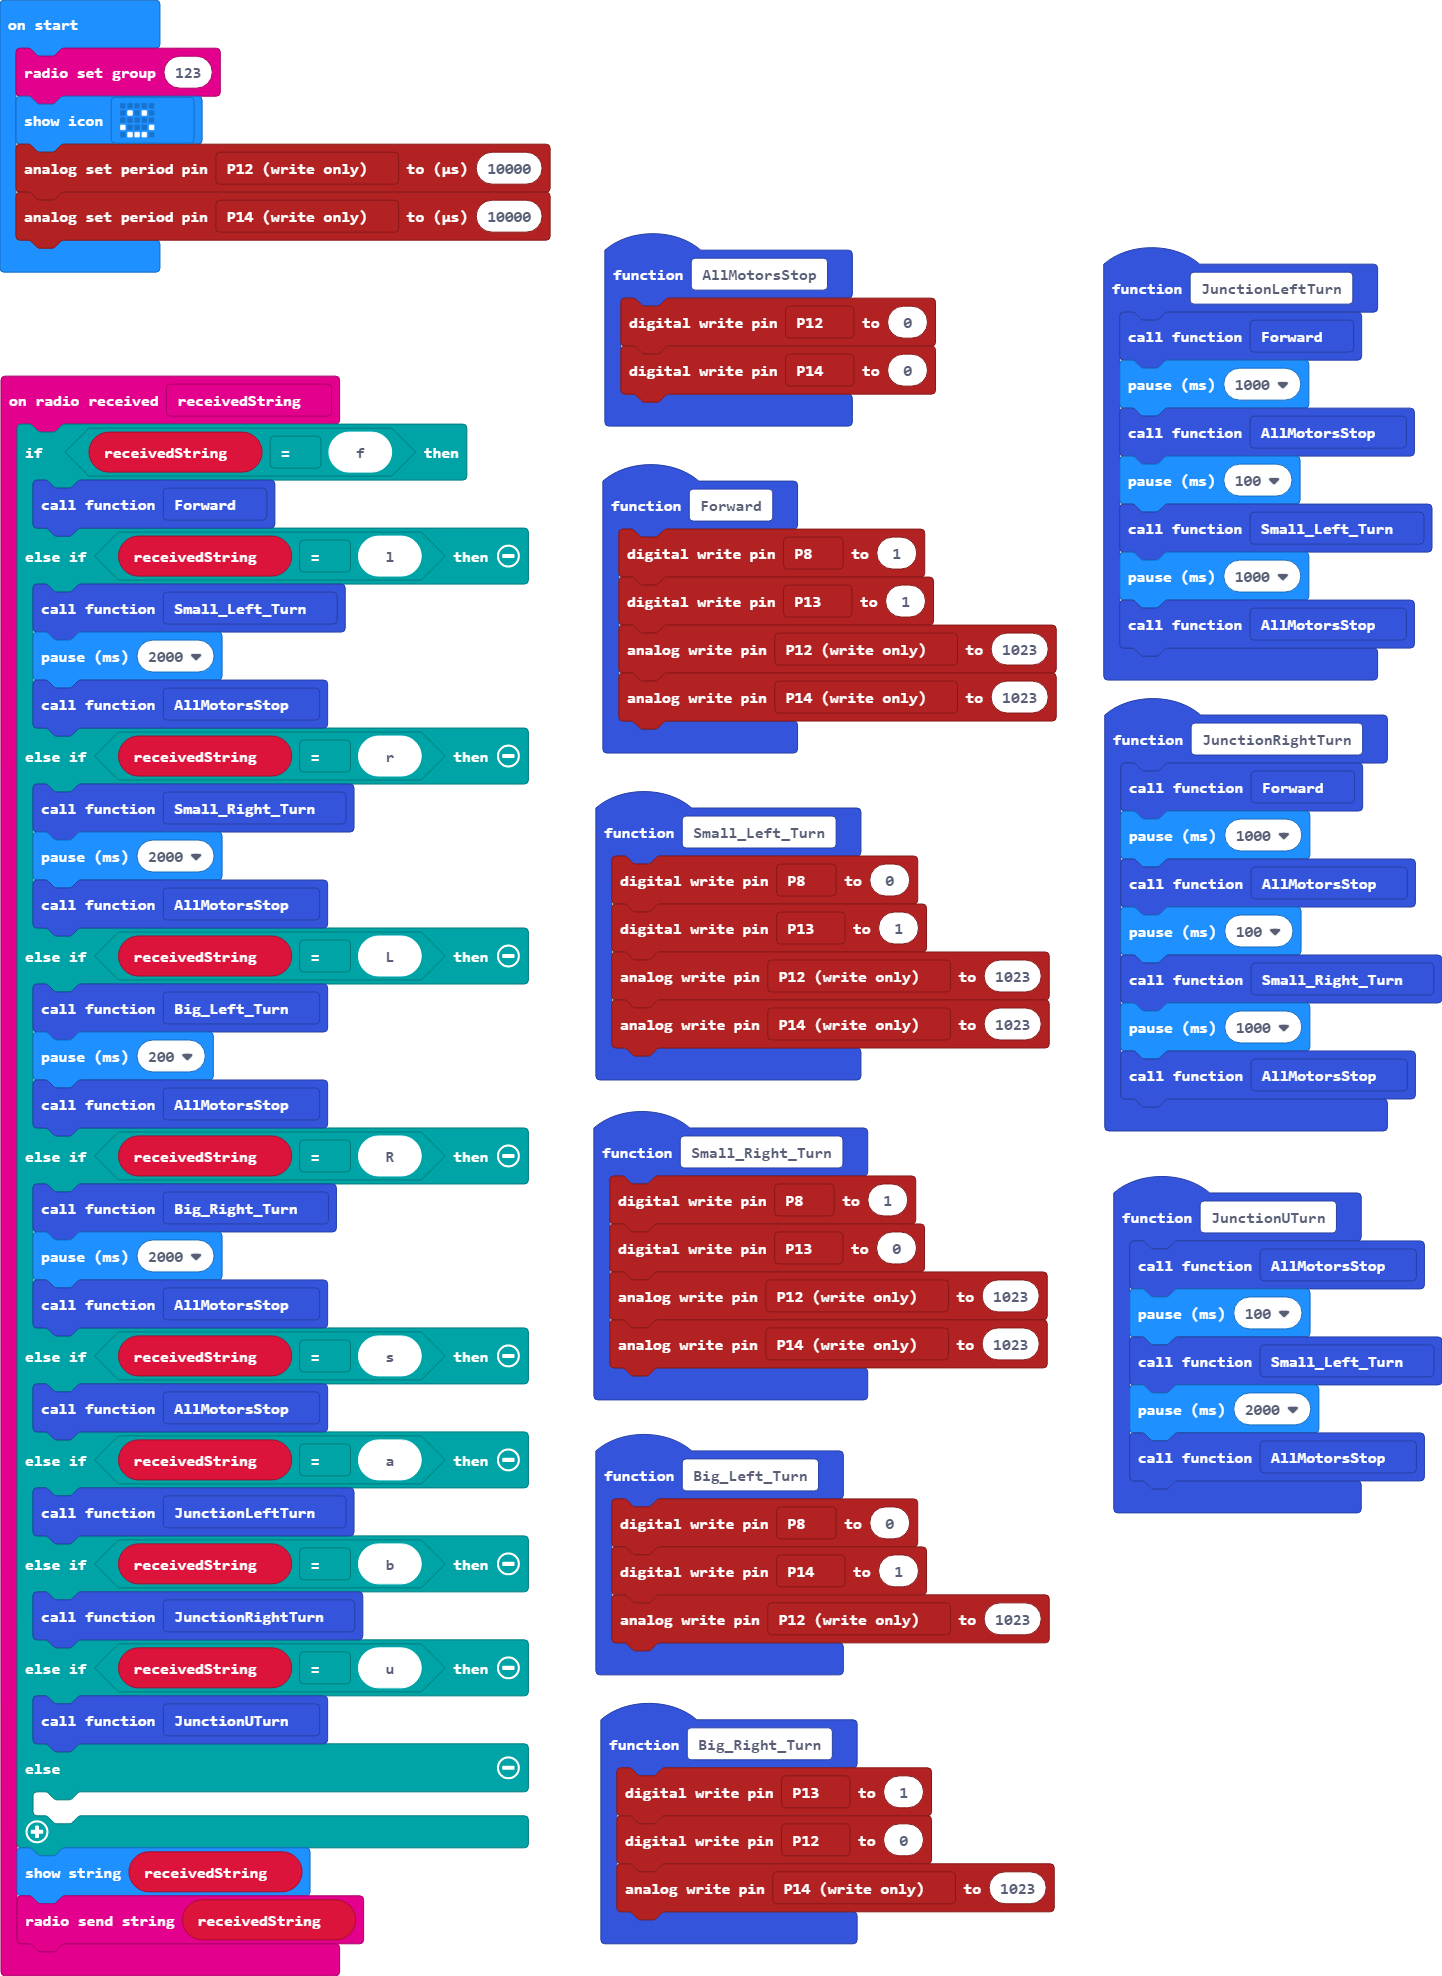 on start
radio set group 123
show icon
analog set period pin P12 (write only) to (µs) 10000
analog set period pin P14 (write only) to (µs) 10000
on radio received receivedString
if receivedString = f then
call function Forward
else if receivedString = l then
call function Small_Left_Turn
pause (ms) 2000
call function AllMotorsStop
else if receivedString = r then
call function Small_Right_Turn
pause (ms) 2000
call function AllMotorsStop
else if receivedString = L then
call function Big_Left_Turn
pause (ms) 200
call function AllMotorsStop
else if receivedString = R then
call function Big_Right_Turn
pause (ms) 2000
call function AllMotorsStop
else if receivedString = s then
call function AllMotorsStop
else if receivedString = a then
call function JunctionLeftTurn
else if receivedString = b then
call function JunctionRightTurn
else if receivedString = u then
call function JunctionUTurn
else
show string receivedString
radio send string receivedString
function AllMotorsStop
digital write pin P12 to 0
digital write pin P14 to 0
function Forward
digital write pin P8 to 1
digital write pin P13 to 1
analog write pin P12 (write only) to 1023
analog write pin P14 (write only) to 1023
function Small_Left_Turn
digital write pin P8 to 0
digital write pin P13 to 1
analog write pin P12 (write only) to 1023
analog write pin P14 (write only) to 1023
function Small_Right_Turn
digital write pin P8 to 1
digital write pin P13 to 0
analog write pin P12 (write only) to 1023
analog write pin P14 (write only) to 1023
function Big_Left_Turn
digital write pin P8 to 0
digital write pin P14 to 1
analog write pin P12 (write only) to 1023
function Big_Right_Turn
digital write pin P13 to 1
digital write pin P12 to 0
analog write pin P14 (write only) to 1023
function JunctionLeftTurn
call function Forward
pause (ms) 1000
call function AllMotorsStop
pause (ms) 100
call function Small_Left_Turn
pause (ms) 1000
call function AllMotorsStop
function JunctionRightTurn
call function Forward
pause (ms) 1000
call function AllMotorsStop
pause (ms) 100
call function Small_Right_Turn
pause (ms) 1000
call function AllMotorsStop
function JunctionUTurn
call function AllMotorsStop
pause (ms) 100
call function Small_Left_Turn
pause (ms) 2000
call function AllMotorsStop